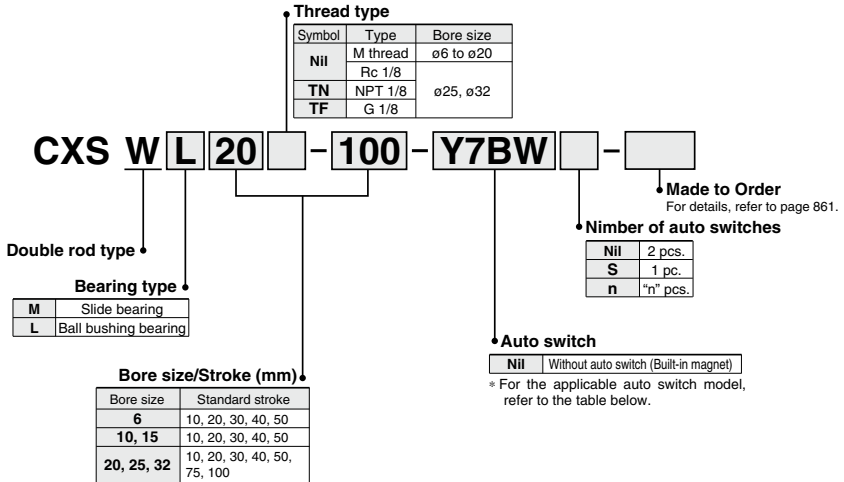 Thread type
Symbol Type Bore size
Nil M thread ø6 to ø20
Rc 1/8 ø25, ø32
TN NPT 1/8
TF G 1/8
CXS W L 20 – 100 – Y7BW –
Made to Order
For details, refer to page 861.
Nimber of auto switches
Nil 2 pcs.
S 1 pc.
n “n” pcs.
Double rod type
Bearing type
M Slide bearing
L Ball bushing bearing
Auto switch
Nil Without auto switch (Built-in magnet)
* For the applicable auto switch model,
refer to the table below.
Bore size/Stroke (mm)
Bore size Standard stroke
6 10, 20, 30, 40, 50
10, 15 10, 20, 30, 40, 50
20, 25, 32 10, 20, 30, 40, 50,
75, 100